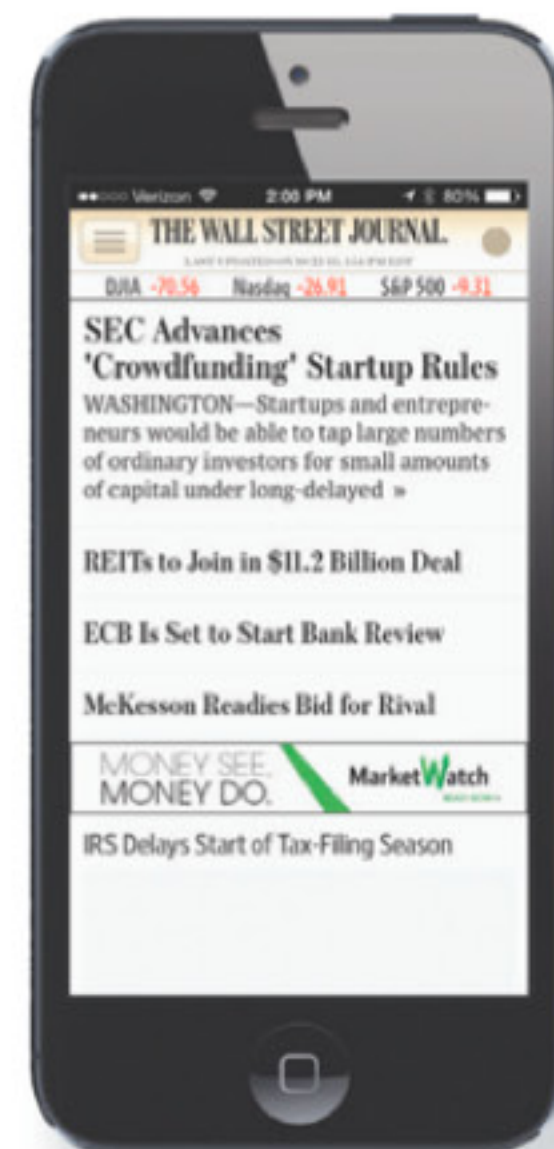 Verizon 2:00 PM 80%
THE WALL STREET JOURNAL.
LAST UPDATED ON
DJIA -70.56 Nasdaq -26.91 S&P 500 -9.31
SEC Advances
'Crowdfunding' Startup Rules
WASHINGTON—Startups and entrepre-
neurs would be able to tap large numbers
of ordinary investors for small amounts
of capital under long-delayed »
REITs to Join in $11.2 Billion Deal
ECB Is Set to Start Bank Review
McKesson Readies Bid for Rival
MONEY SEE,
MONEY DO.
MarketWatch
IRS Delays Start of Tax-Filing Season